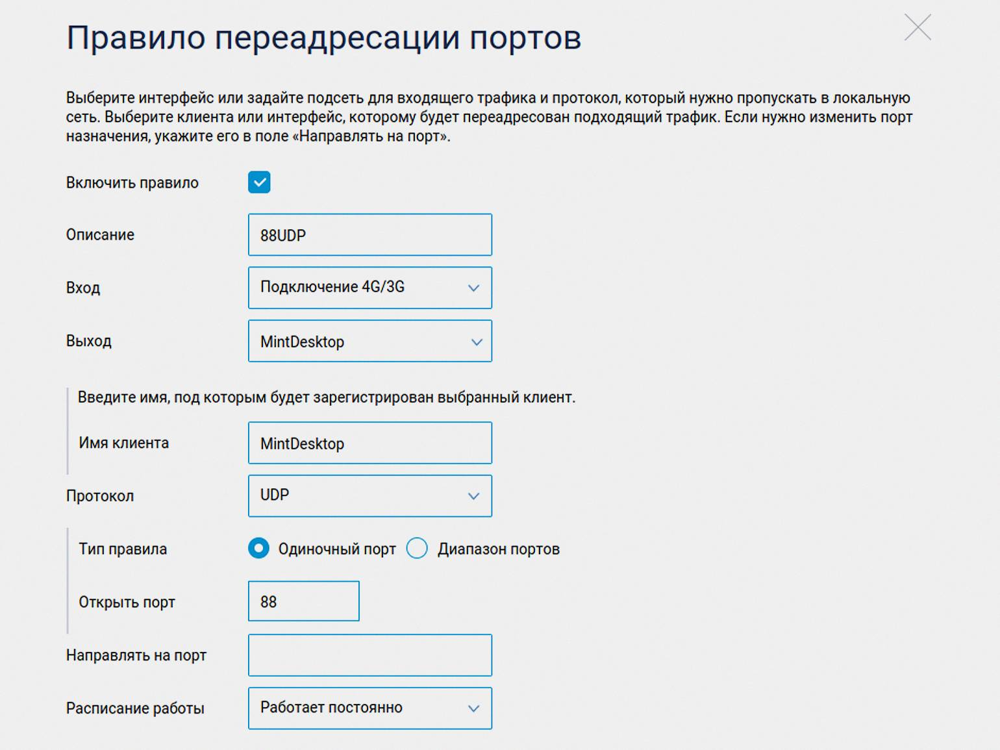 Правило переадресации портов
Выберите интерфейс или задайте подсеть для входящего трафика и протокол, который нужно пропускать в локальную
сеть. Выберите клиента или интерфейс, которому будет переадресован подходящий трафик. Если нужно изменить порт
назначения, укажите его в поле «Направлять на порт».
Включить правило
Описание 88UDP
Вход Подключение 4G/3G
Выход MintDesktop
Введите имя, под которым будет зарегистрирован выбранный клиент.
Имя клиента MintDesktop
Протокол UDP
Тип правила Одиночный порт Диапазон портов
Открыть порт 88
Направлять на порт
Расписание работы Работает постоянно